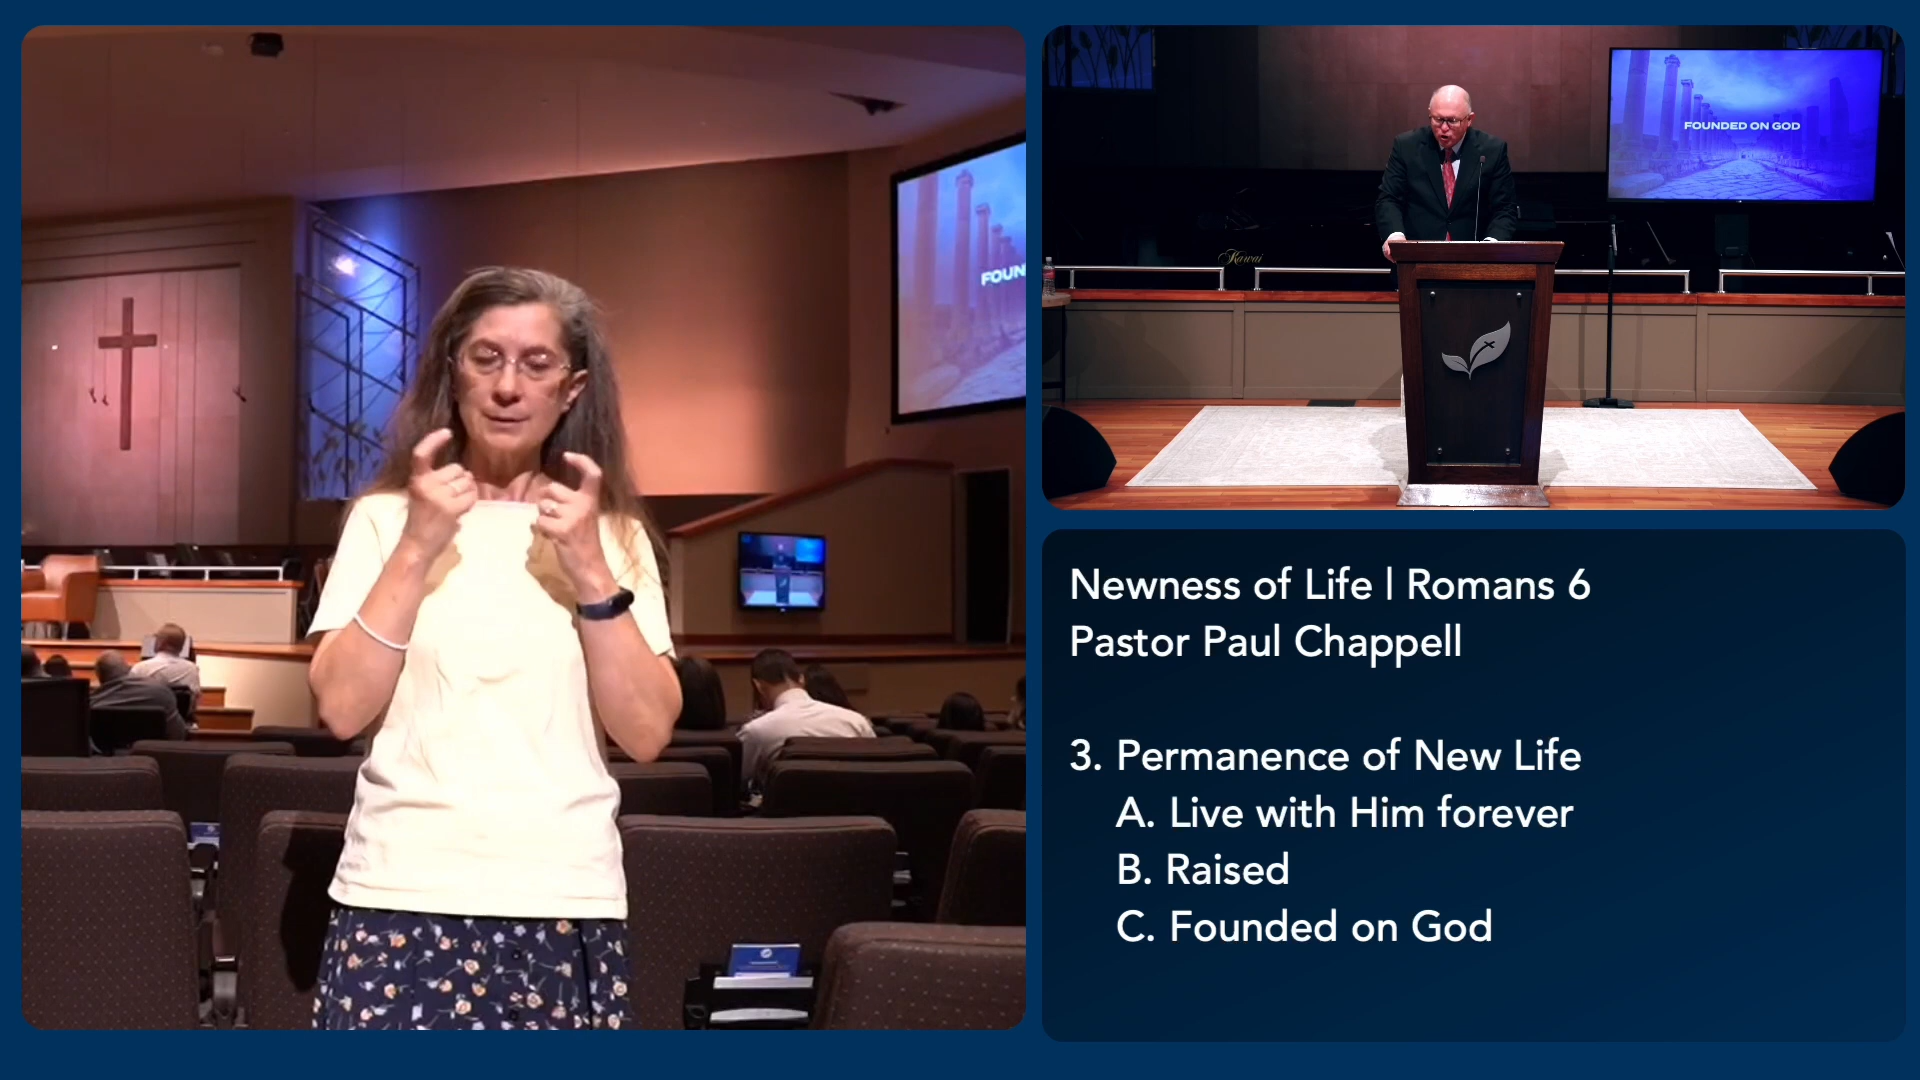 FOUN
FOUNDED ON GOD
Kawai
Newness of Life | Romans 6
Pastor Paul Chappell
3. Permanence of New Life
A. Live with Him forever
B. Raised
C. Founded on God